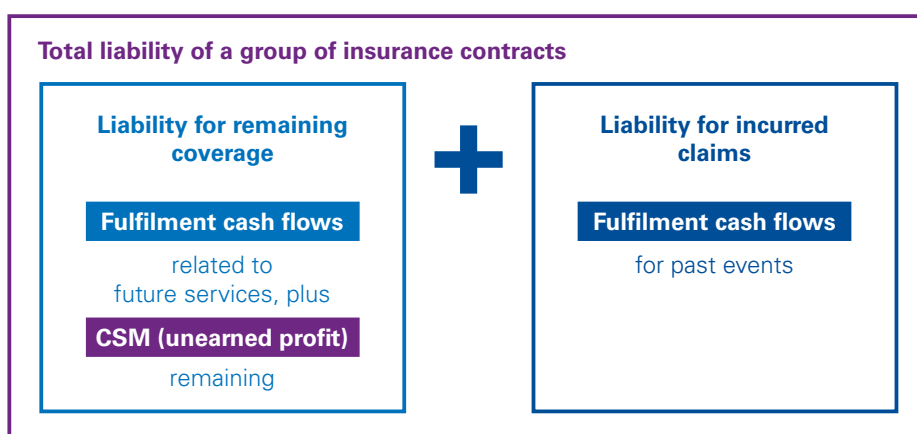 Total liability of a group of insurance contracts
Liability for remaining
coverage
Fulfilment cash flows
related to
future services, plus
CSM (unearned profit)
remaining
+
Liability for incurred
claims
Fulfilment cash flows
for past events